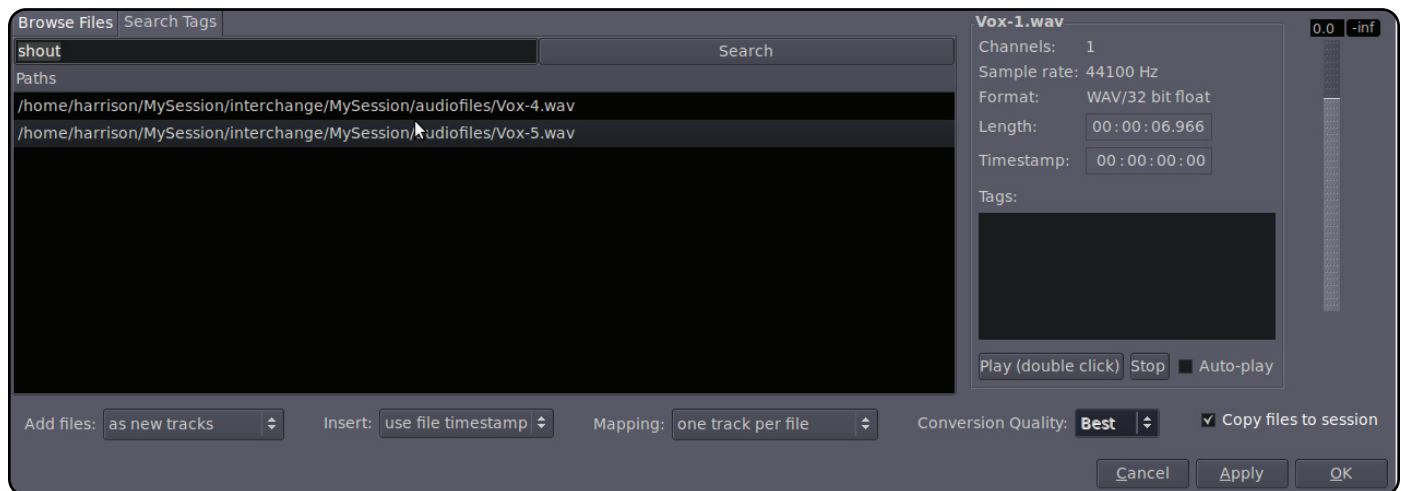 Browse Files Search Tags
shout Search
Paths
/home/harrison/MySession/interchange/MySession/audiofiles/Vox-4.wav
/home/harrison/MySession/interchange/MySession/audiofiles/Vox-5.wav
Vox-1.wav
Channels: 1
Sample rate: 44100 Hz
Format: WAV/32 bit float
Length: 00:00:06.966
Timestamp: 00:00:00:00
Tags:
Play (double click) Stop Auto-play
0.0 -inf
Add files: as new tracks Insert: use file timestamp Mapping: one track per file Conversion Quality: Best Copy files to session
Cancel Apply OK